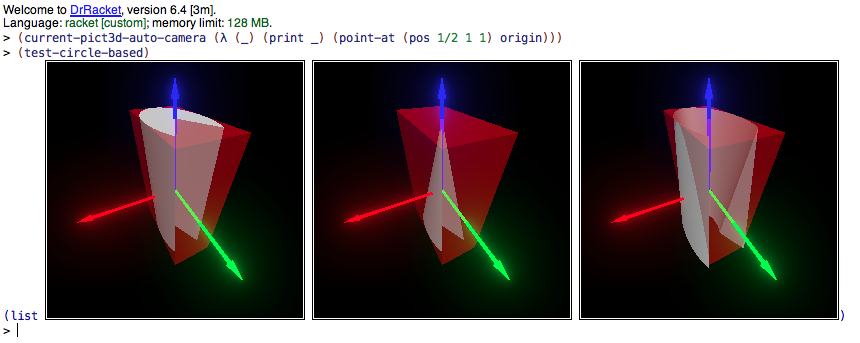 Welcome to DrRacket, version 6.4 [3m].
Language: racket [custom]; memory limit: 128 MB.
> (current-pict3d-auto-camera (λ (_) (print _) (point-at (pos 1/2 1 1) origin)))
> (test-circle-based)
(list )
>